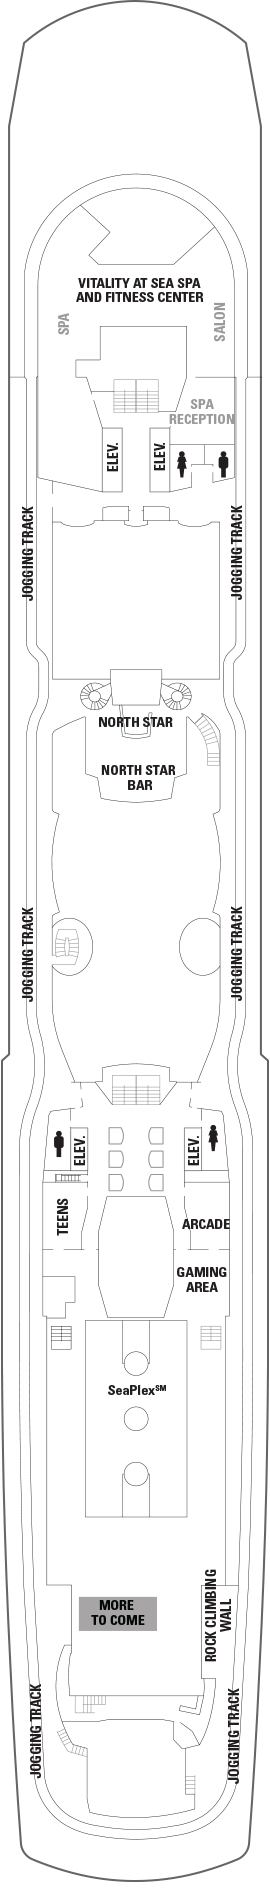 VITALITY AT SEA SPA
AND FITNESS CENTER
SPA
SALON
SPA
RECEPTION
ELEV.
ELEV.
JOGGING TRACK
JOGGING TRACK
NORTH STAR
NORTH STAR
BAR
JOGGING TRACK
JOGGING TRACK
ELEV.
ELEV.
TEENS
ARCADE
GAMING
AREA
SeaPlex℠
MORE
TO COME
ROCK CLIMBING
WALL
JOGGING TRACK
JOGGING TRACK